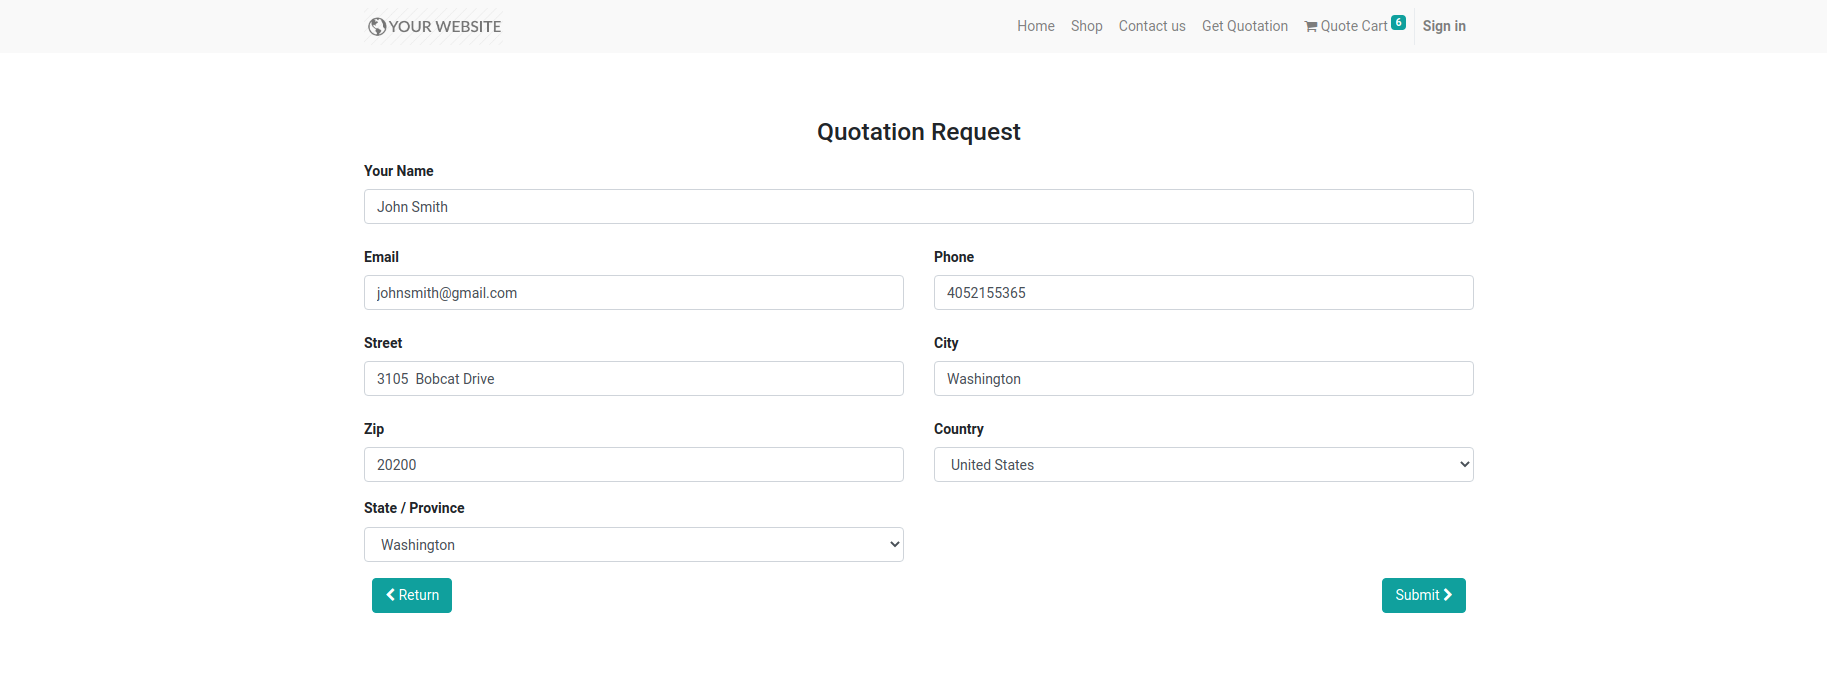 YOUR WEBSITE Home Shop Contact us Get Quotation Quote Cart 6 Sign in
Quotation Request
Your Name
John Smith
Email Phone
johnsmith@gmail.com 4052155365
Street City
3105  Bobcat Drive Washington
Zip Country
20200 United States
State / Province
Washington
Return Submit